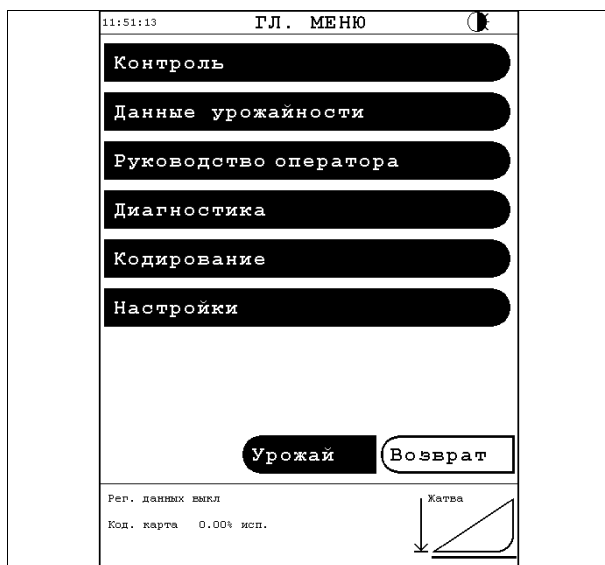 11:51:13 ГЛ. МЕНЮ
Контроль
Данные урожайности
Руководство оператора
Диагностика
Кодирование
Настройки
Урожай Возврат
Рег. данных выкл Жатва
Код. карта 0.00% исп.